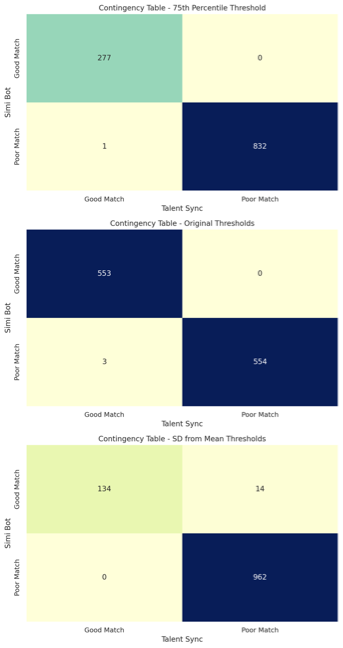 Contingency Table - 75th Percentile Threshold
Simi Bot
Good Match
277 0
Poor Match
1 832
Good Match Poor Match
Talent Sync
Contingency Table - Original Thresholds
Simi Bot
Good Match
553 0
Poor Match
3 554
Good Match Poor Match
Talent Sync
Contingency Table - SD from Mean Thresholds
Simi Bot
Good Match
134 14
Poor Match
0 962
Good Match Poor Match
Talent Sync